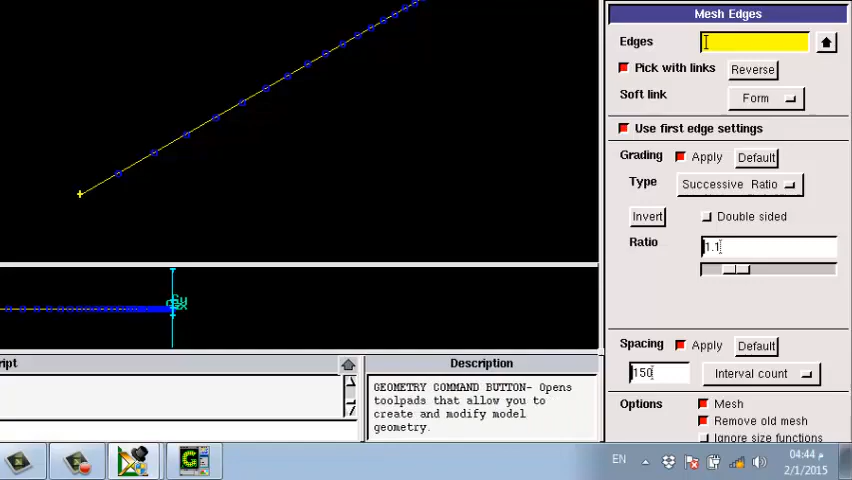 Mesh Edges
Edges
Pick with links Reverse
Soft link Form
Use first edge settings
Grading Apply Default
Type Successive Ratio
Invert Double sided
Ratio 1.1
Spacing Apply Default
150 Interval count
Options Mesh
Remove old mesh
Ignore size functions
ript
Description
GEOMETRY COMMAND BUTTON- Opens
toolpads that allow you to
create and modify model
geometry.
EN
04:44 م
2/1/2015